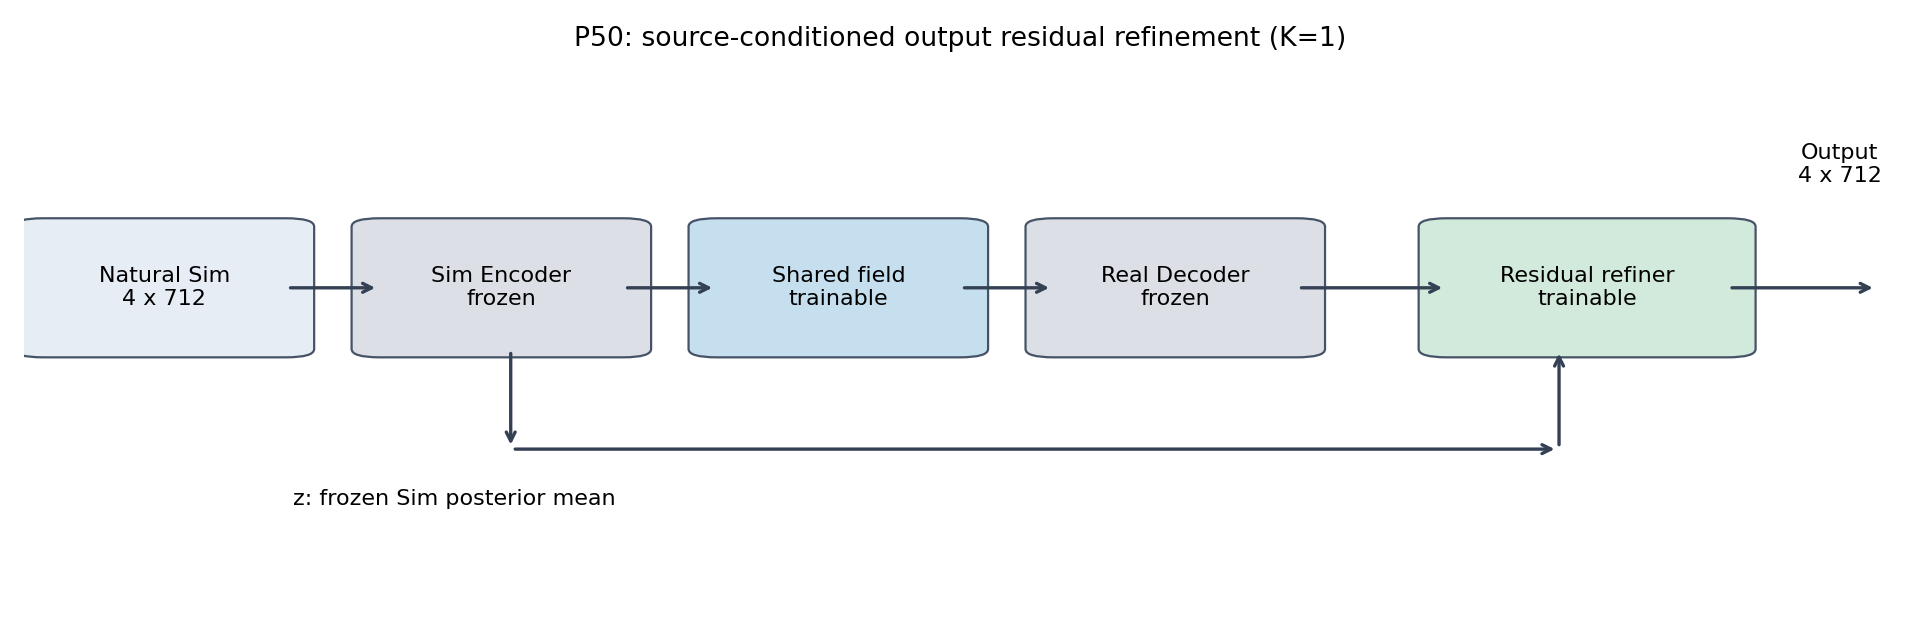 P50: source-conditioned output residual refinement (K=1)
Output
4 x 712
Natural Sim
4 x 712
Sim Encoder
frozen
Shared field
trainable
Real Decoder
frozen
Residual refiner
trainable
z: frozen Sim posterior mean